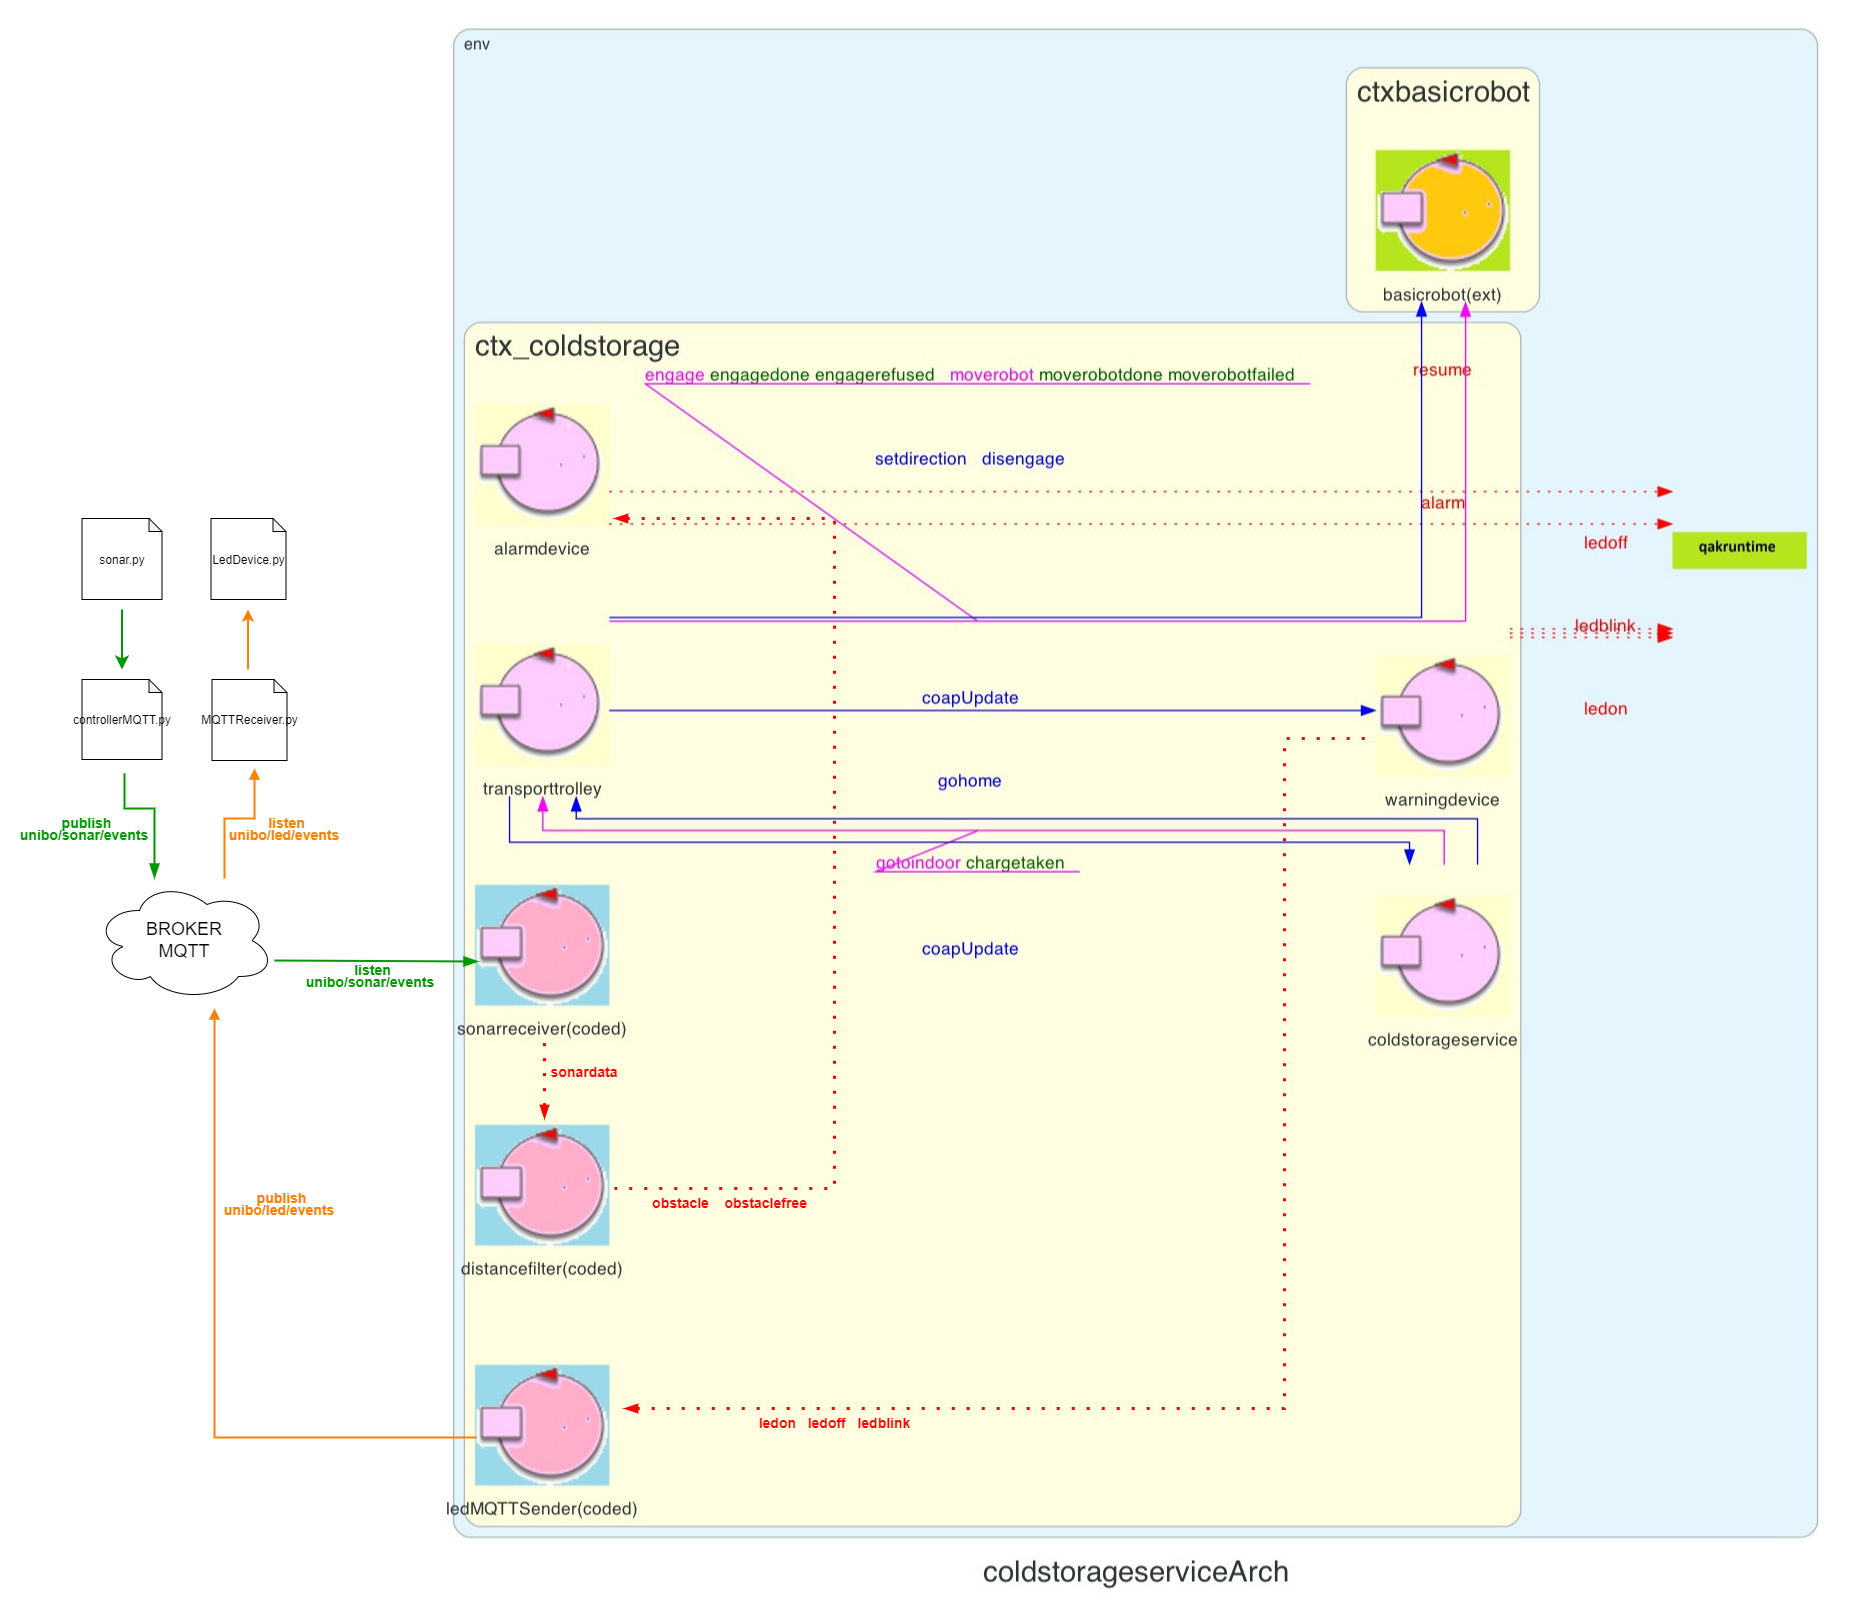 env
ctxbasicrobot
basicrobot(ext)
ctx_coldstorage
engage engagedone engagerefused moverobot moverobotdone moverobotfailed
resume
setdirection disengage
alarm
alarmdevice
ledoff
qakruntime
sonar.py
LedDevice.py
ledblink
coapUpdate
ledon
controllerMQTT.py
MQTTReceiver.py
gohome
transporttrolley
warningdevice
publish
unibo/sonar/events
listen
unibo/led/events
gotoindoor chargetaken
BROKER
MQTT
coapUpdate
listen
unibo/sonar/events
sonarreceiver(coded)
coldstorageservice
sonardata
publish
unibo/led/events
obstacle obstaclefree
distancefilter(coded)
ledon ledoff ledblink
ledMQTTSender(coded)
coldstorageserviceArch